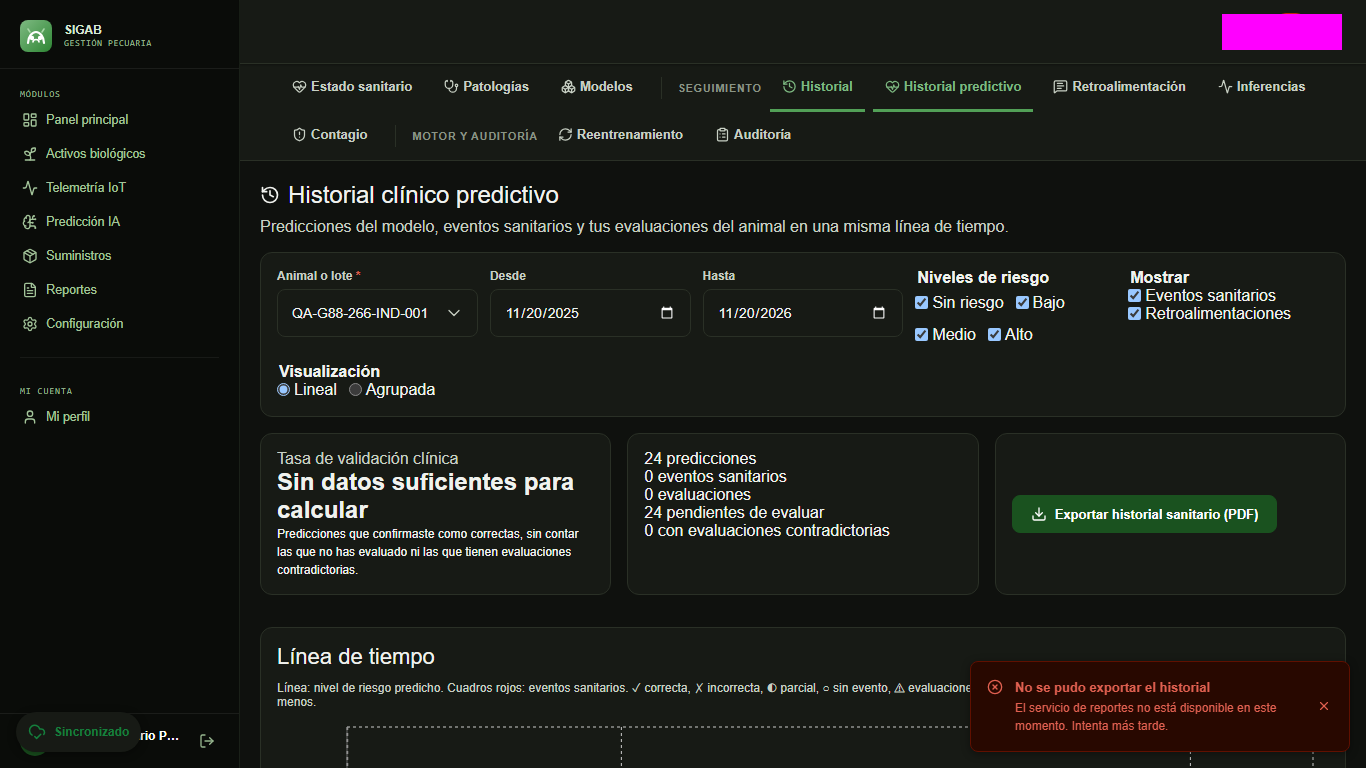 SIGAB
GESTIÓN PECUARIA
MÓDULOS
Panel principal
Activos biológicos
Telemetría IoT
Predicción IA
Suministros
Reportes
Configuración
MI CUENTA
Mi perfil
Sincronizado
rio P...
Estado sanitario
Patologías
Modelos
SEGUIMIENTO
Historial
Historial predictivo
Retroalimentación
Inferencias
Contagio
MOTOR Y AUDITORÍA
Reentrenamiento
Auditoría
Historial clínico predictivo
Predicciones del modelo, eventos sanitarios y tus evaluaciones del animal en una misma línea de tiempo.
Animal o lote *
QA-G88-266-IND-001
Desde
11/20/2025
Hasta
11/20/2026
Niveles de riesgo
Sin riesgo Bajo
Medio Alto
Mostrar
Eventos sanitarios
Retroalimentaciones
Visualización
Lineal Agrupada
Tasa de validación clínica
Sin datos suficientes para
calcular
Predicciones que confirmaste como correctas, sin contar
las que no has evaluado ni las que tienen evaluaciones
contradictorias.
24 predicciones
0 eventos sanitarios
0 evaluaciones
24 pendientes de evaluar
0 con evaluaciones contradictorias
Exportar historial sanitario (PDF)
Línea de tiempo
Línea: nivel de riesgo predicho. Cuadros rojos: eventos sanitarios. ✓ correcta, ✗ incorrecta, ◐ parcial, ○ sin evento, ⚠ evaluacione
menos.
No se pudo exportar el historial
El servicio de reportes no está disponible en este
momento. Intenta más tarde.